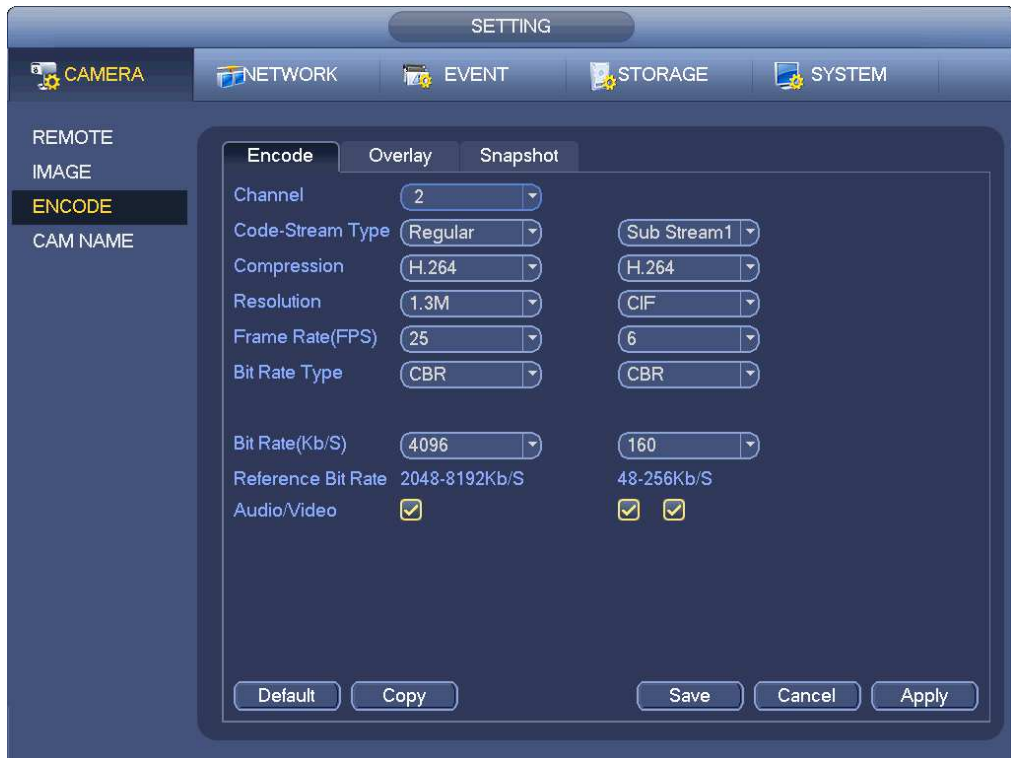 SETTING
CAMERA NETWORK EVENT STORAGE SYSTEM
REMOTE
IMAGE
ENCODE
CAM NAME
Encode Overlay Snapshot
Channel 2
Code-Stream Type Regular Sub Stream1
Compression H.264 H.264
Resolution 1.3M CIF
Frame Rate(FPS) 25 6
Bit Rate Type CBR CBR
Bit Rate(Kb/S) 4096 160
Reference Bit Rate 2048-8192Kb/S 48-256Kb/S
Audio/Video
Default Copy Save Cancel Apply